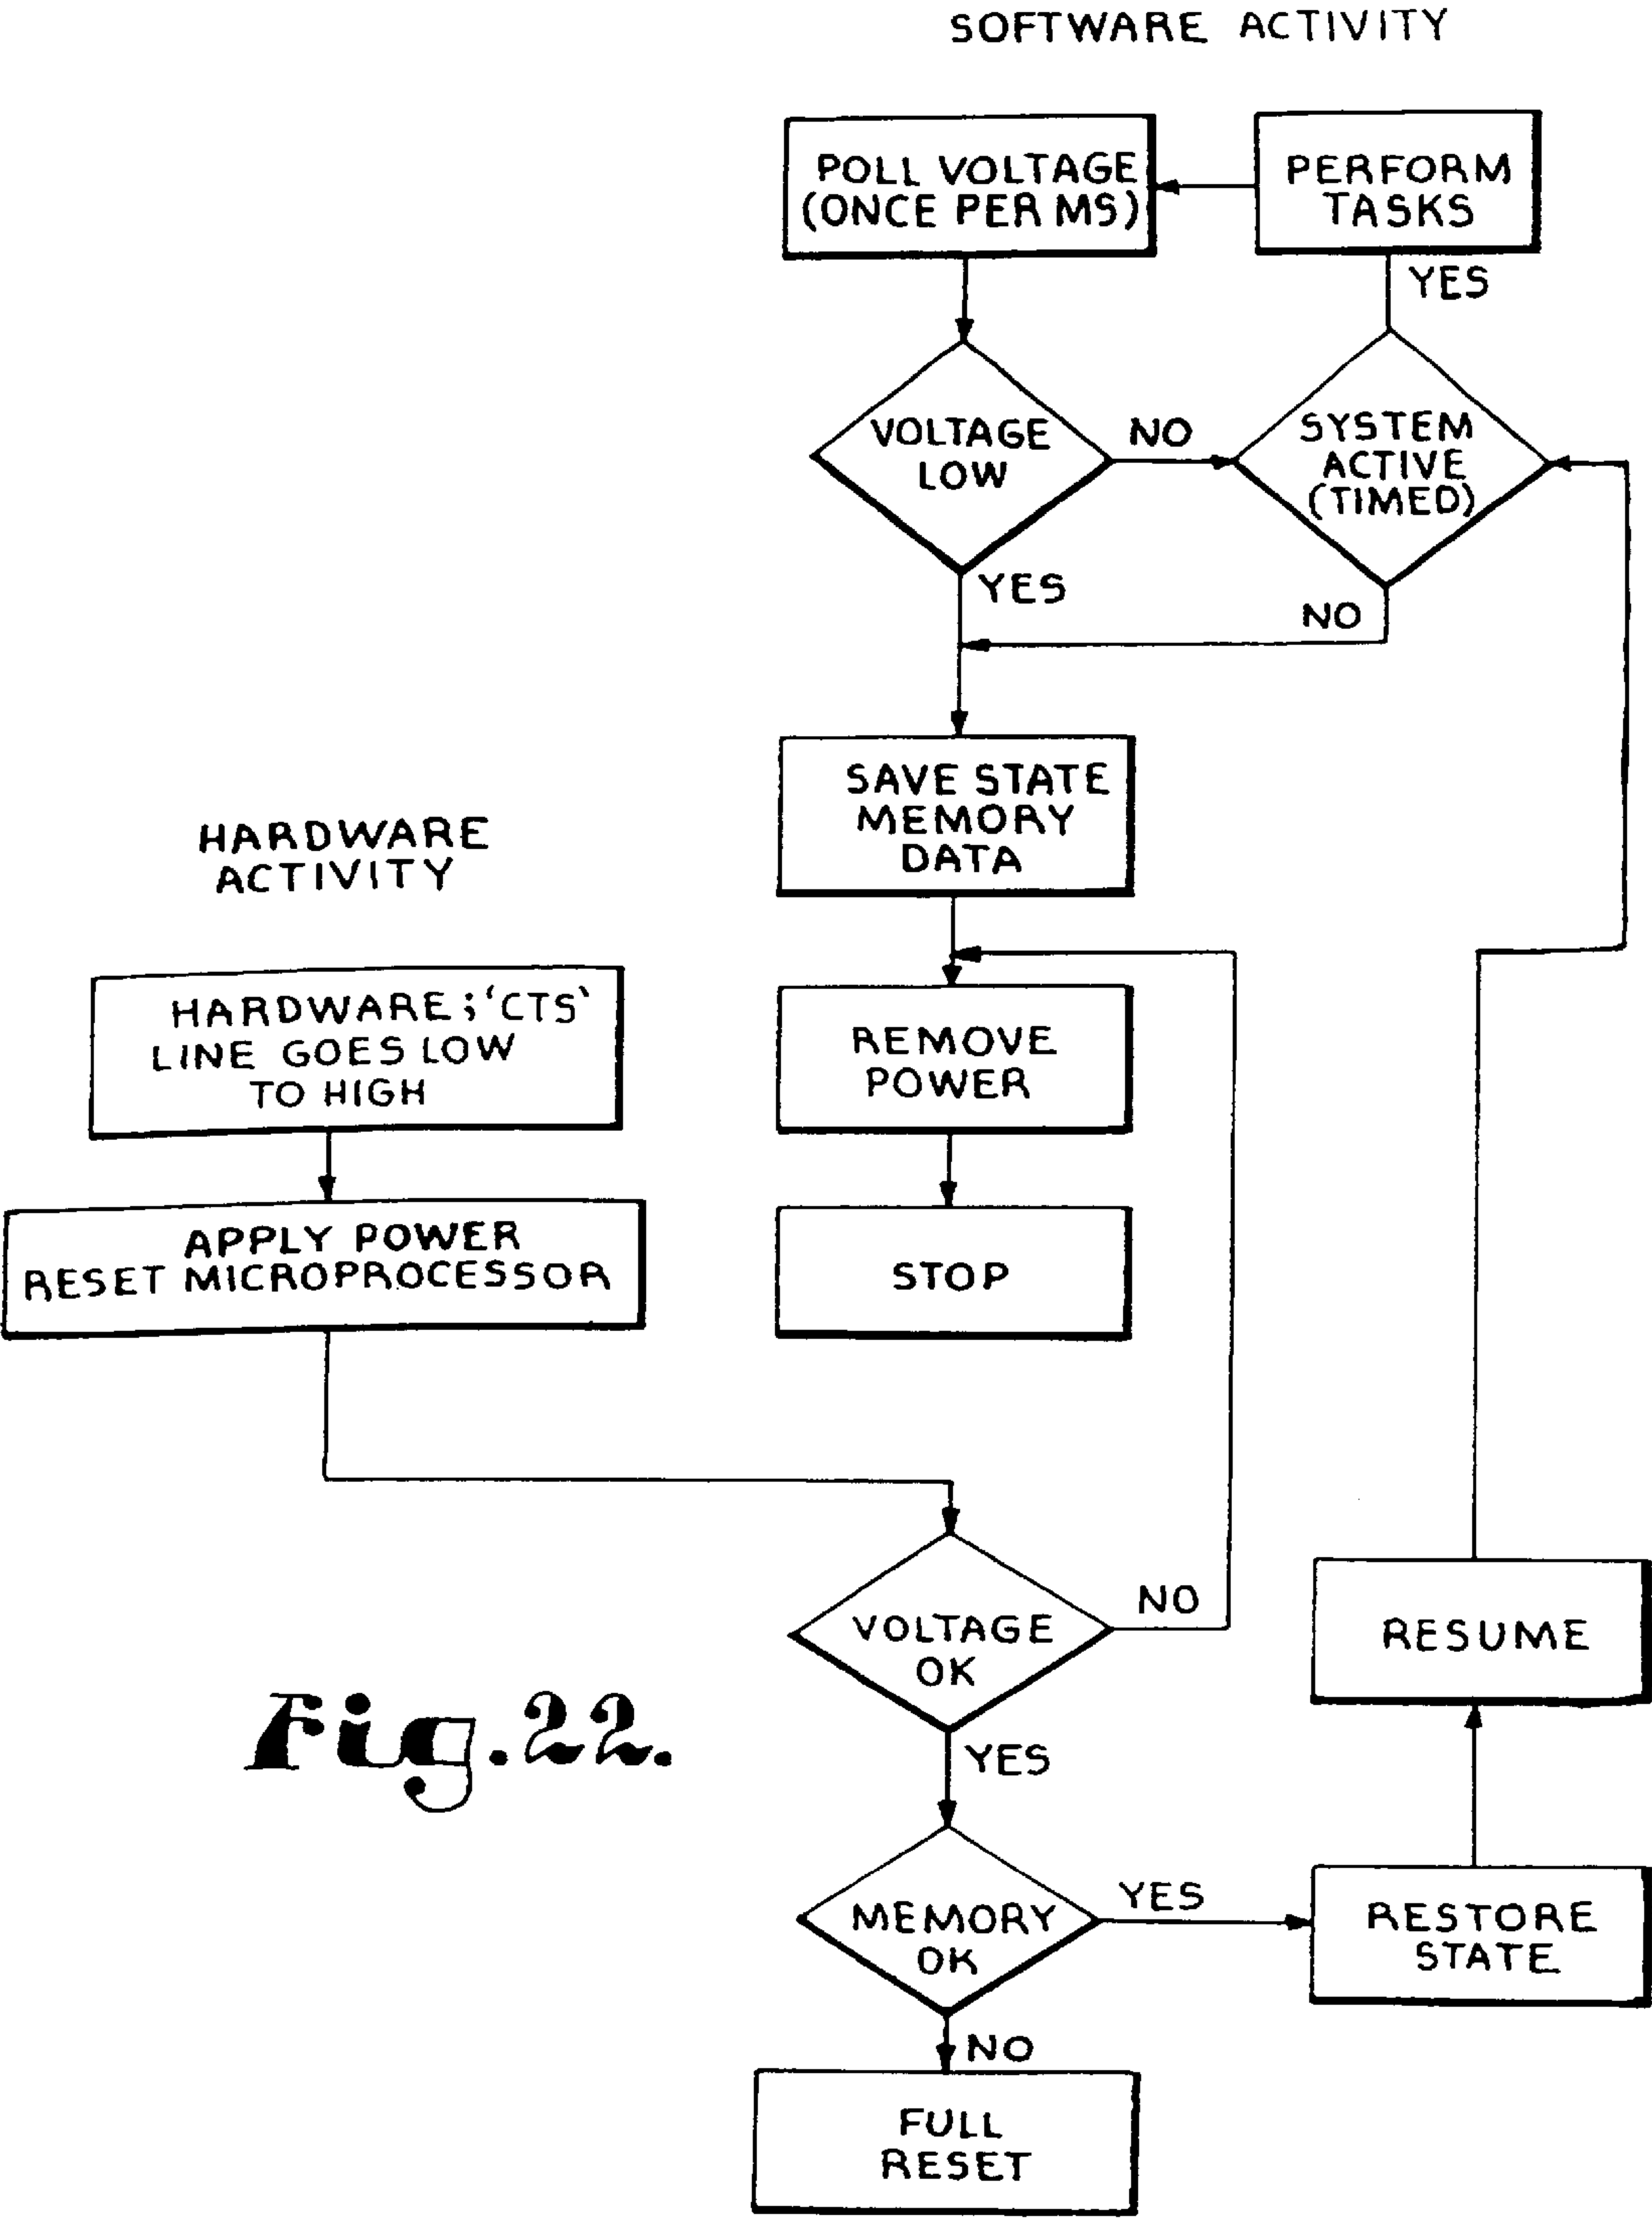 SOFTWARE ACTIVITY
POLL VOLTAGE
(ONCE PER MS)
PERFORM
TASKS
YES
VOLTAGE
LOW
NO
SYSTEM
ACTIVE
(TIMED)
YES
NO
SAVE STATE
MEMORY
DATA
HARDWARE
ACTIVITY
HARDWARE; 'CTS'
LINE GOES LOW
TO HIGH
REMOVE
POWER
APPLY POWER
RESET MICROPROCESSOR
STOP
VOLTAGE
OK
NO
RESUME
Fig.22.
YES
MEMORY
OK
YES
RESTORE
STATE
NO
FULL
RESET